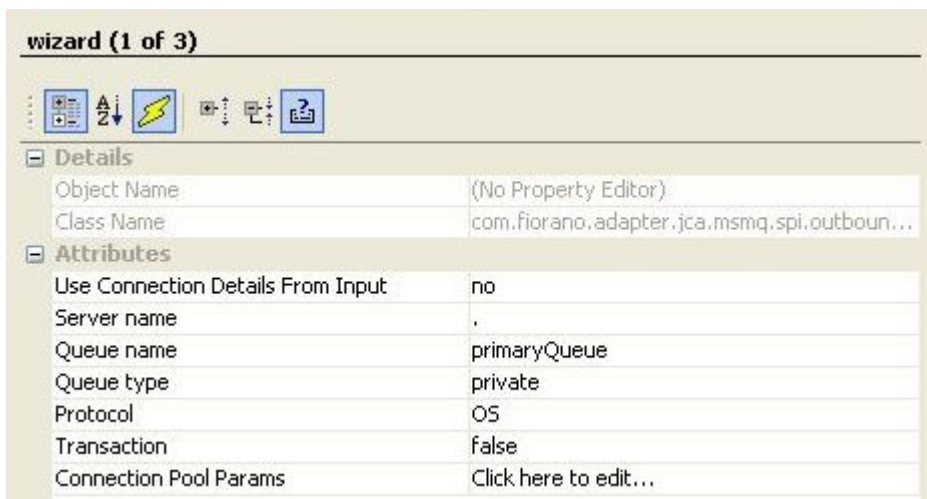 wizard (1 of 3)
Details
Object Name (No Property Editor)
Class Name com.fiorano.adapter.jca.msmq.spi.outboun...
Attributes
Use Connection Details From Input no
Server name .
Queue name primaryQueue
Queue type private
Protocol OS
Transaction false
Connection Pool Params Click here to edit...